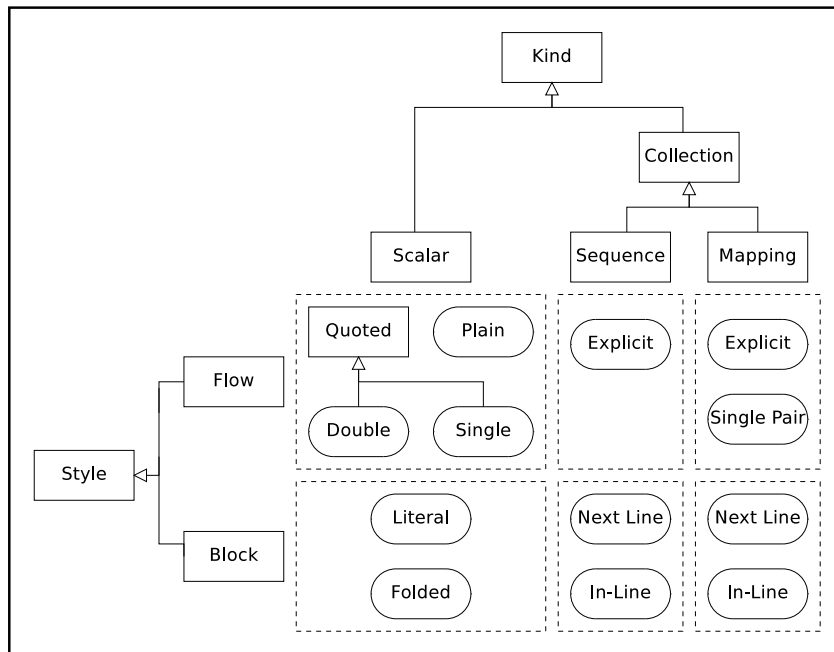 Kind
Collection
Scalar
Sequence
Mapping
Quoted
Plain
Explicit
Explicit
Flow
Double
Single
Single Pair
Style
Literal
Next Line
Next Line
Block
Folded
In-Line
In-Line